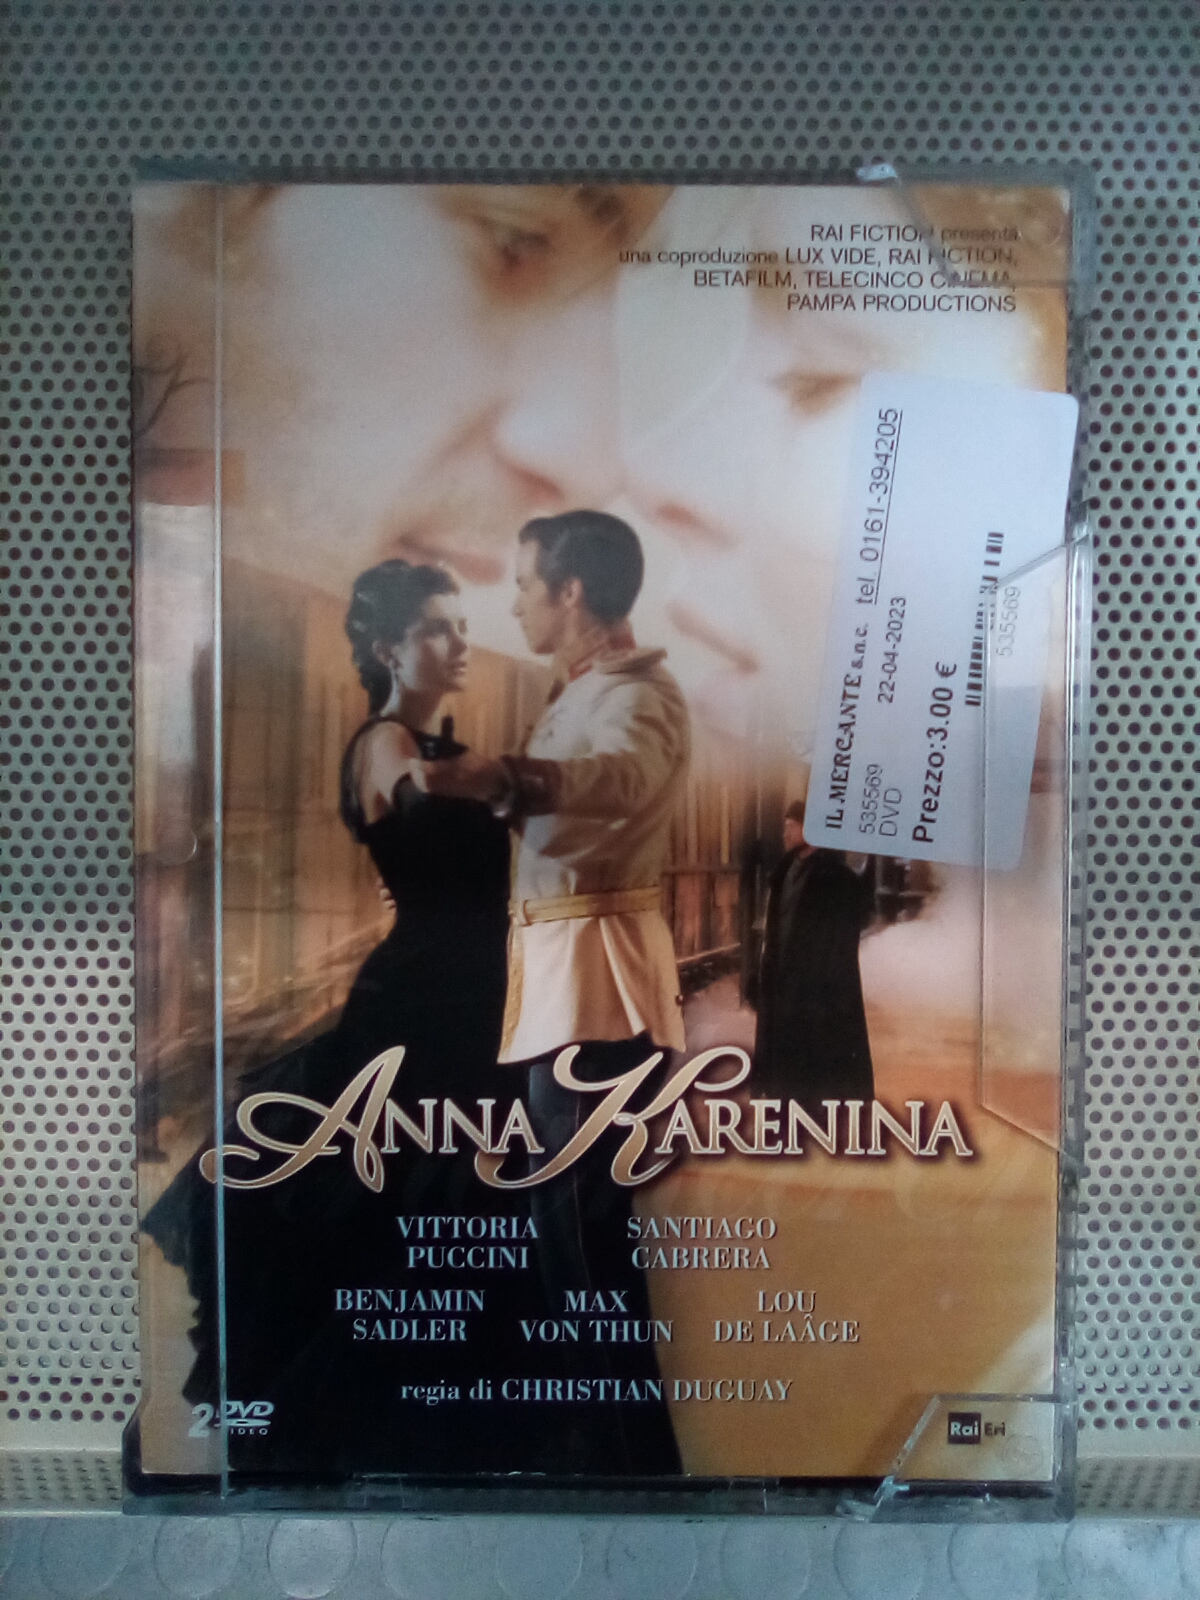 RAI FICTION presenta
una coproduzione LUX VIDE, RAI FICTION,
BETAFILM, TELECINCO CINEMA,
PAMPA PRODUCTIONS
IL MERCANTE s.n.c. tel. 0161-394205
535569 22-04-2023
DVD
Prezzo:3.00 €
535569
ANNA KARENINA
VITTORIA PUCCINI
SANTIAGO CABRERA
BENJAMIN SADLER
MAX VON THUN
LOU DE LAÂGE
regia di CHRISTIAN DUGUAY
2 DVD
VIDEO
Rai Eri